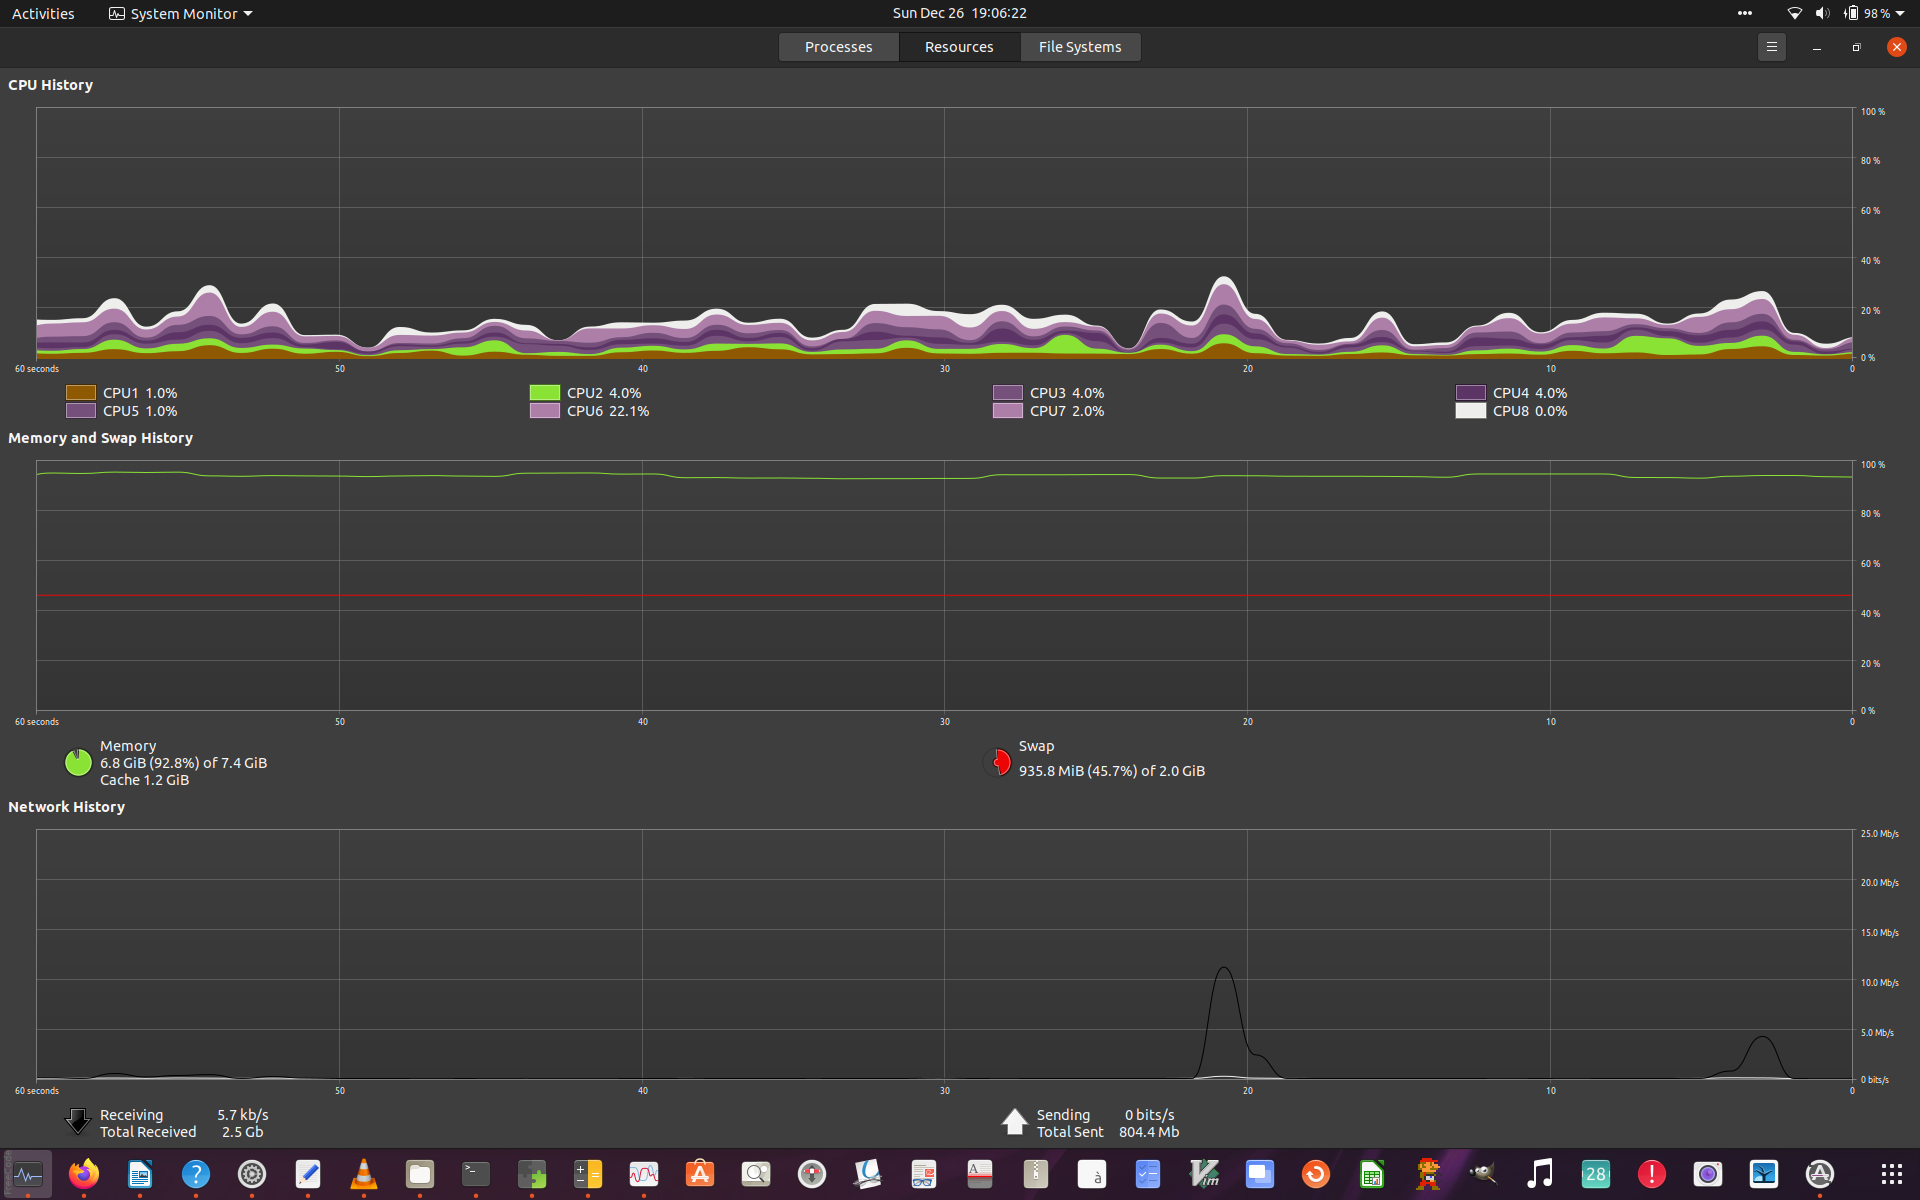 Activities System Monitor Sun Dec 26 19:06:22 98 %
Processes Resources File Systems
CPU History
100 %
80 %
60 %
40 %
20 %
0 %
60 seconds 50 40 30 20 10 0
CPU1 1.0% CPU2 4.0% CPU3 4.0% CPU4 4.0%
CPU5 1.0% CPU6 22.1% CPU7 2.0% CPU8 0.0%
Memory and Swap History
100 %
80 %
60 %
40 %
20 %
0 %
60 seconds 50 40 30 20 10 0
Memory Swap
6.8 GiB (92.8%) of 7.4 GiB 935.8 MiB (45.7%) of 2.0 GiB
Cache 1.2 GiB
Network History
25.0 Mb/s
20.0 Mb/s
15.0 Mb/s
10.0 Mb/s
5.0 Mb/s
0 bits/s
60 seconds 50 40 30 20 10 0
Receiving 5.7 kb/s Sending 0 bits/s
Total Received 2.5 Gb Total Sent 804.4 Mb
? >_ A à Vim 28 !